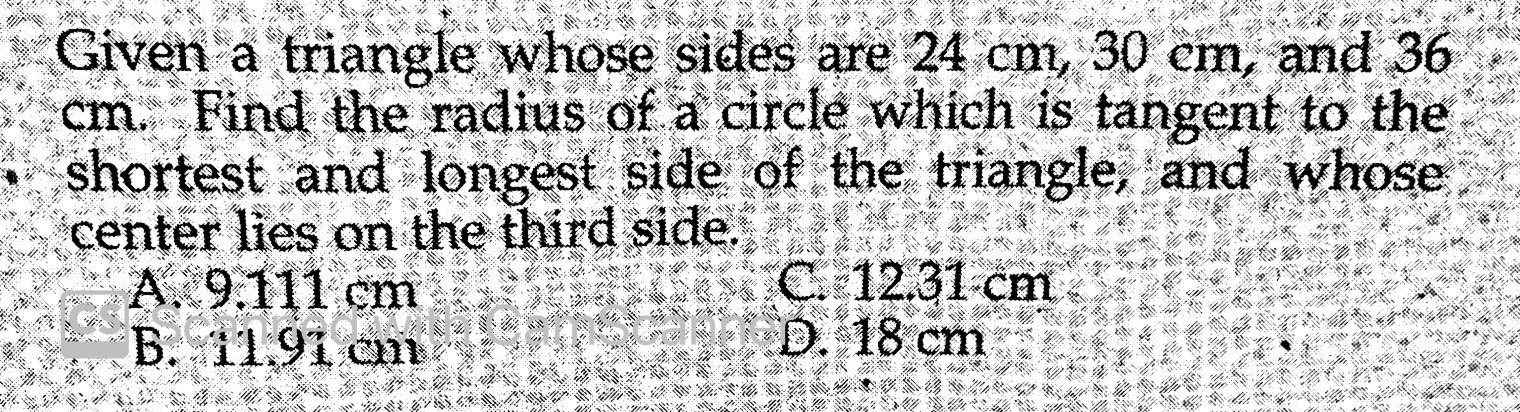 Given a triangle whose sides are 24 cm, 30 cm, and 36
cm. Find the radius of a circle which is tangent to the
shortest and longest side of the triangle, and whose
center lies on the third side.
A. 9.111 cm
C. 12.31 cm
B. 11.91 cm
D. 18 cm
CS Scanned with CamScanner